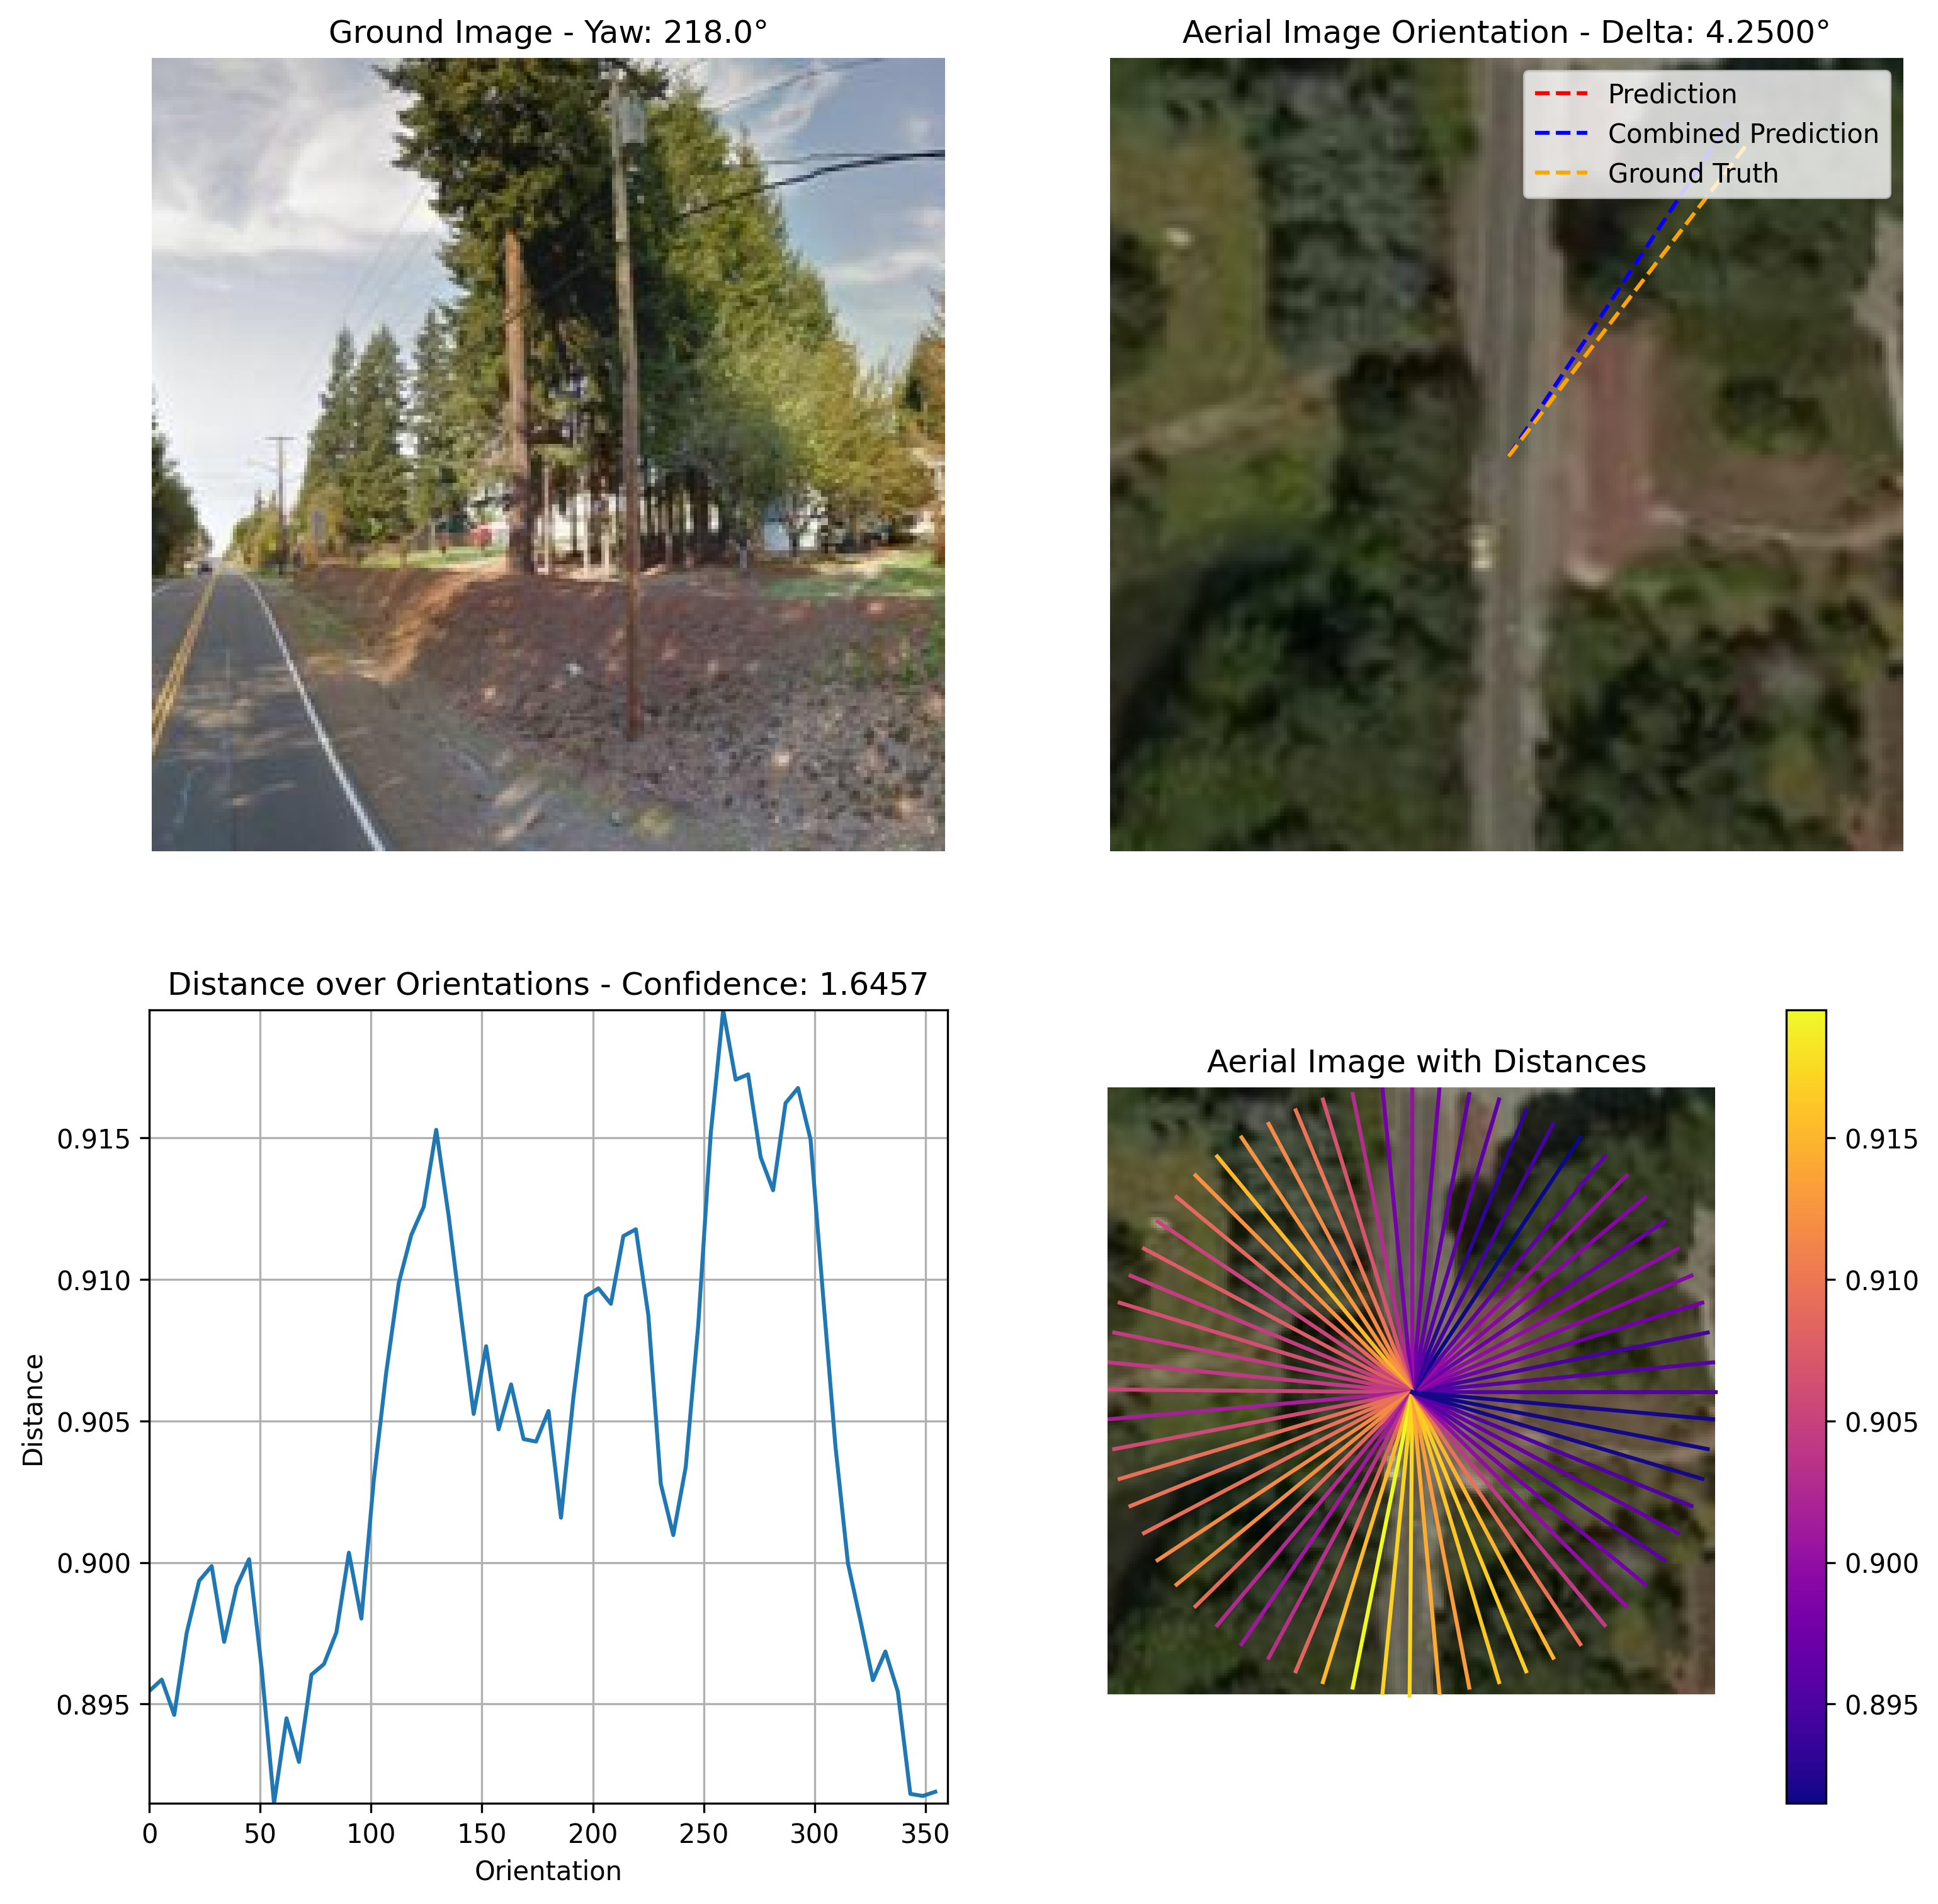 Ground Image - Yaw: 218.0°
Aerial Image Orientation - Delta: 4.2500°
Prediction
Combined Prediction
Ground Truth
Distance over Orientations - Confidence: 1.6457
0.915
0.910
0.905
0.900
0.895
Distance
0
50
100
150
200
250
300
350
Orientation
Aerial Image with Distances
0.915
0.910
0.905
0.900
0.895